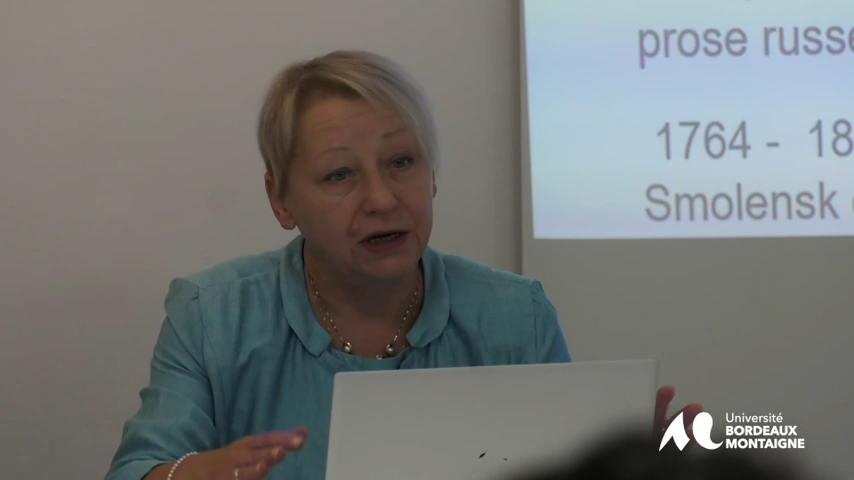 prose russe
1764 - 18
Smolensk
Université
BORDEAUX
MONTAIGNE